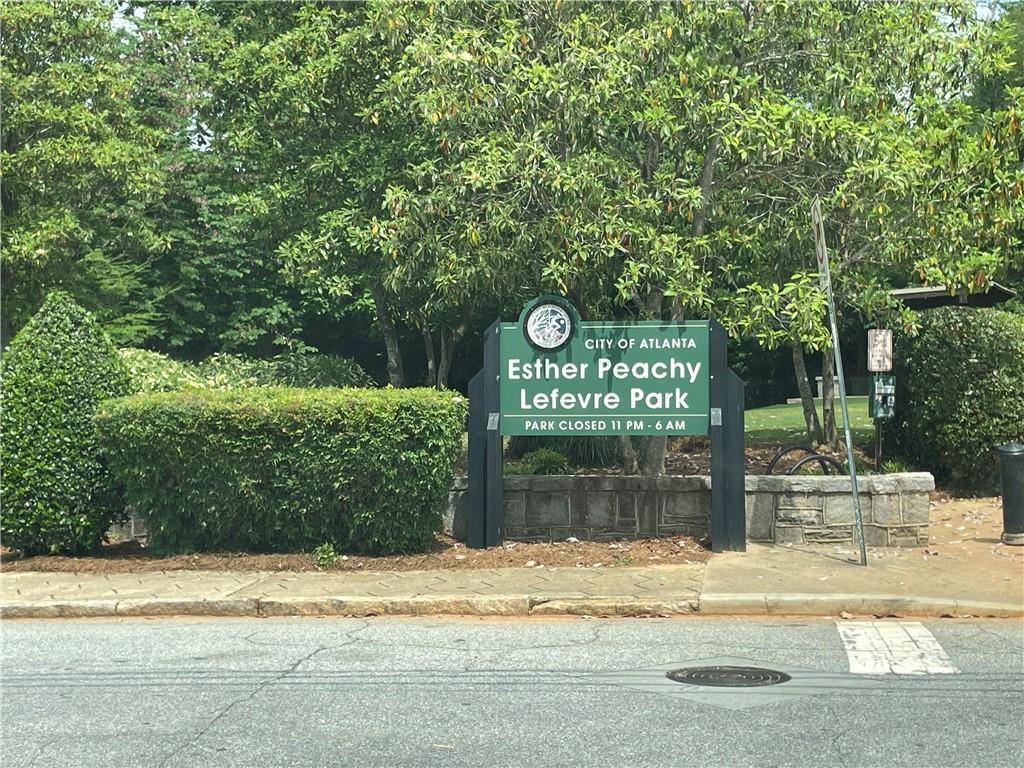 CITY OF ATLANTA
Esther Peachy
Lefevre Park
PARK CLOSED 11 PM - 6 AM